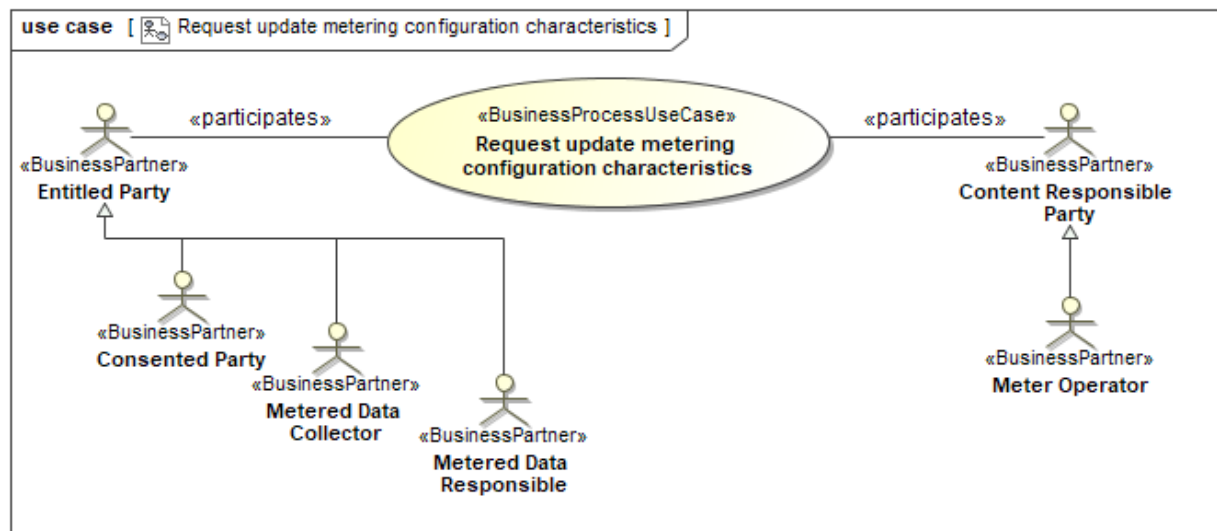 use case [ Request update metering configuration characteristics ]
«participates»
«BusinessProcessUseCase»
Request update metering
configuration characteristics
«participates»
«BusinessPartner»
Entitled Party
«BusinessPartner»
Content Responsible
Party
«BusinessPartner»
Consented Party
«BusinessPartner»
Metered Data
Collector
«BusinessPartner»
Metered Data
Responsible
«BusinessPartner»
Meter Operator